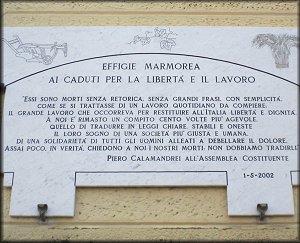 EFFIGIE MARMOREA
AI CADUTI PER LA LIBERTÀ E IL LAVORO
"ESSI SONO MORTI SENZA RETORICA, SENZA GRANDI FRASI, CON SEMPLICITÀ,
COME SE SI TRATTASSE DI UN LAVORO QUOTIDIANO DA COMPIERE.
IL GRANDE LAVORO CHE OCCORREVA PER RESTITUIRE ALL'ITALIA LIBERTÀ E DIGNITÀ.
A NOI È RIMASTO UN COMPITO CENTO VOLTE PIU' AGEVOLE.
QUELLO DI TRADURRE IN LEGGI CHIARE, STABILI E ONESTE
IL LORO SOGNO DI UNA SOCIETÀ PIU' GIUSTA E UMANA.
DI UNA SOLIDARIETÀ DI TUTTI GLI UOMINI ALLEATI A DEBELLARE IL DOLORE.
ASSAI POCO, IN VERITÀ, CHIEDONO A NOI I NOSTRI MORTI. NON DOBBIAMO TRADIRLI"
PIERO CALAMANDREI ALL'ASSEMBLEA COSTITUENTE
1-5-2002